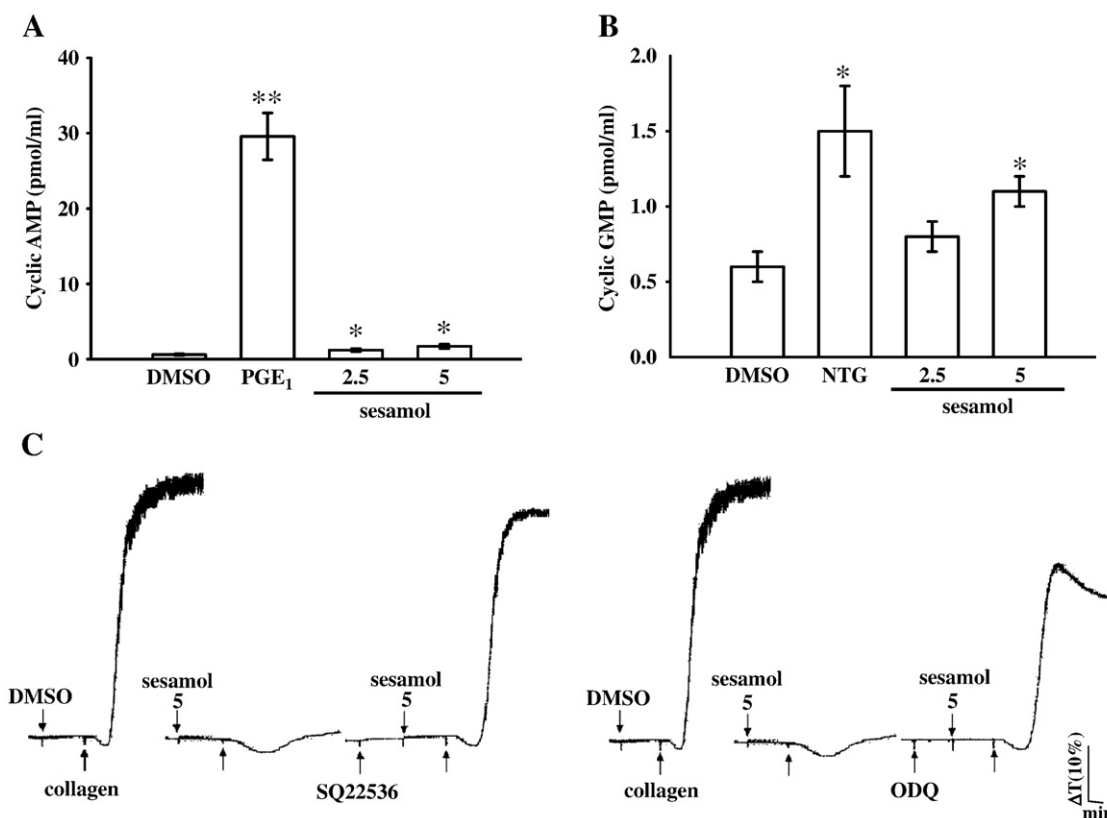 A
Cyclic AMP (pmol/ml)
40
30
20
10
0
**
*
*
DMSO PGE₁ 2.5 5
sesamol
B
Cyclic GMP (pmol/ml)
2.0
1.5
1.0
0.5
0.0
*
*
DMSO NTG 2.5 5
sesamol
C
DMSO
sesamol
5
sesamol
5
collagen
SQ22536
DMSO
sesamol
5
sesamol
5
collagen
ODQ
ΔT(10%)
min